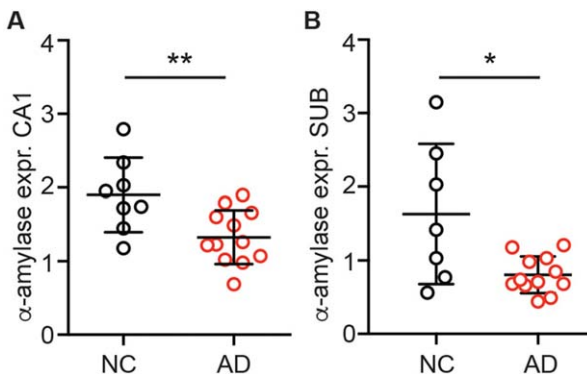 A
α-amylase expr. CA1
4
3
2
1
0
**
NC
AD
B
α-amylase expr. SUB
4
3
2
1
0
*
NC
AD